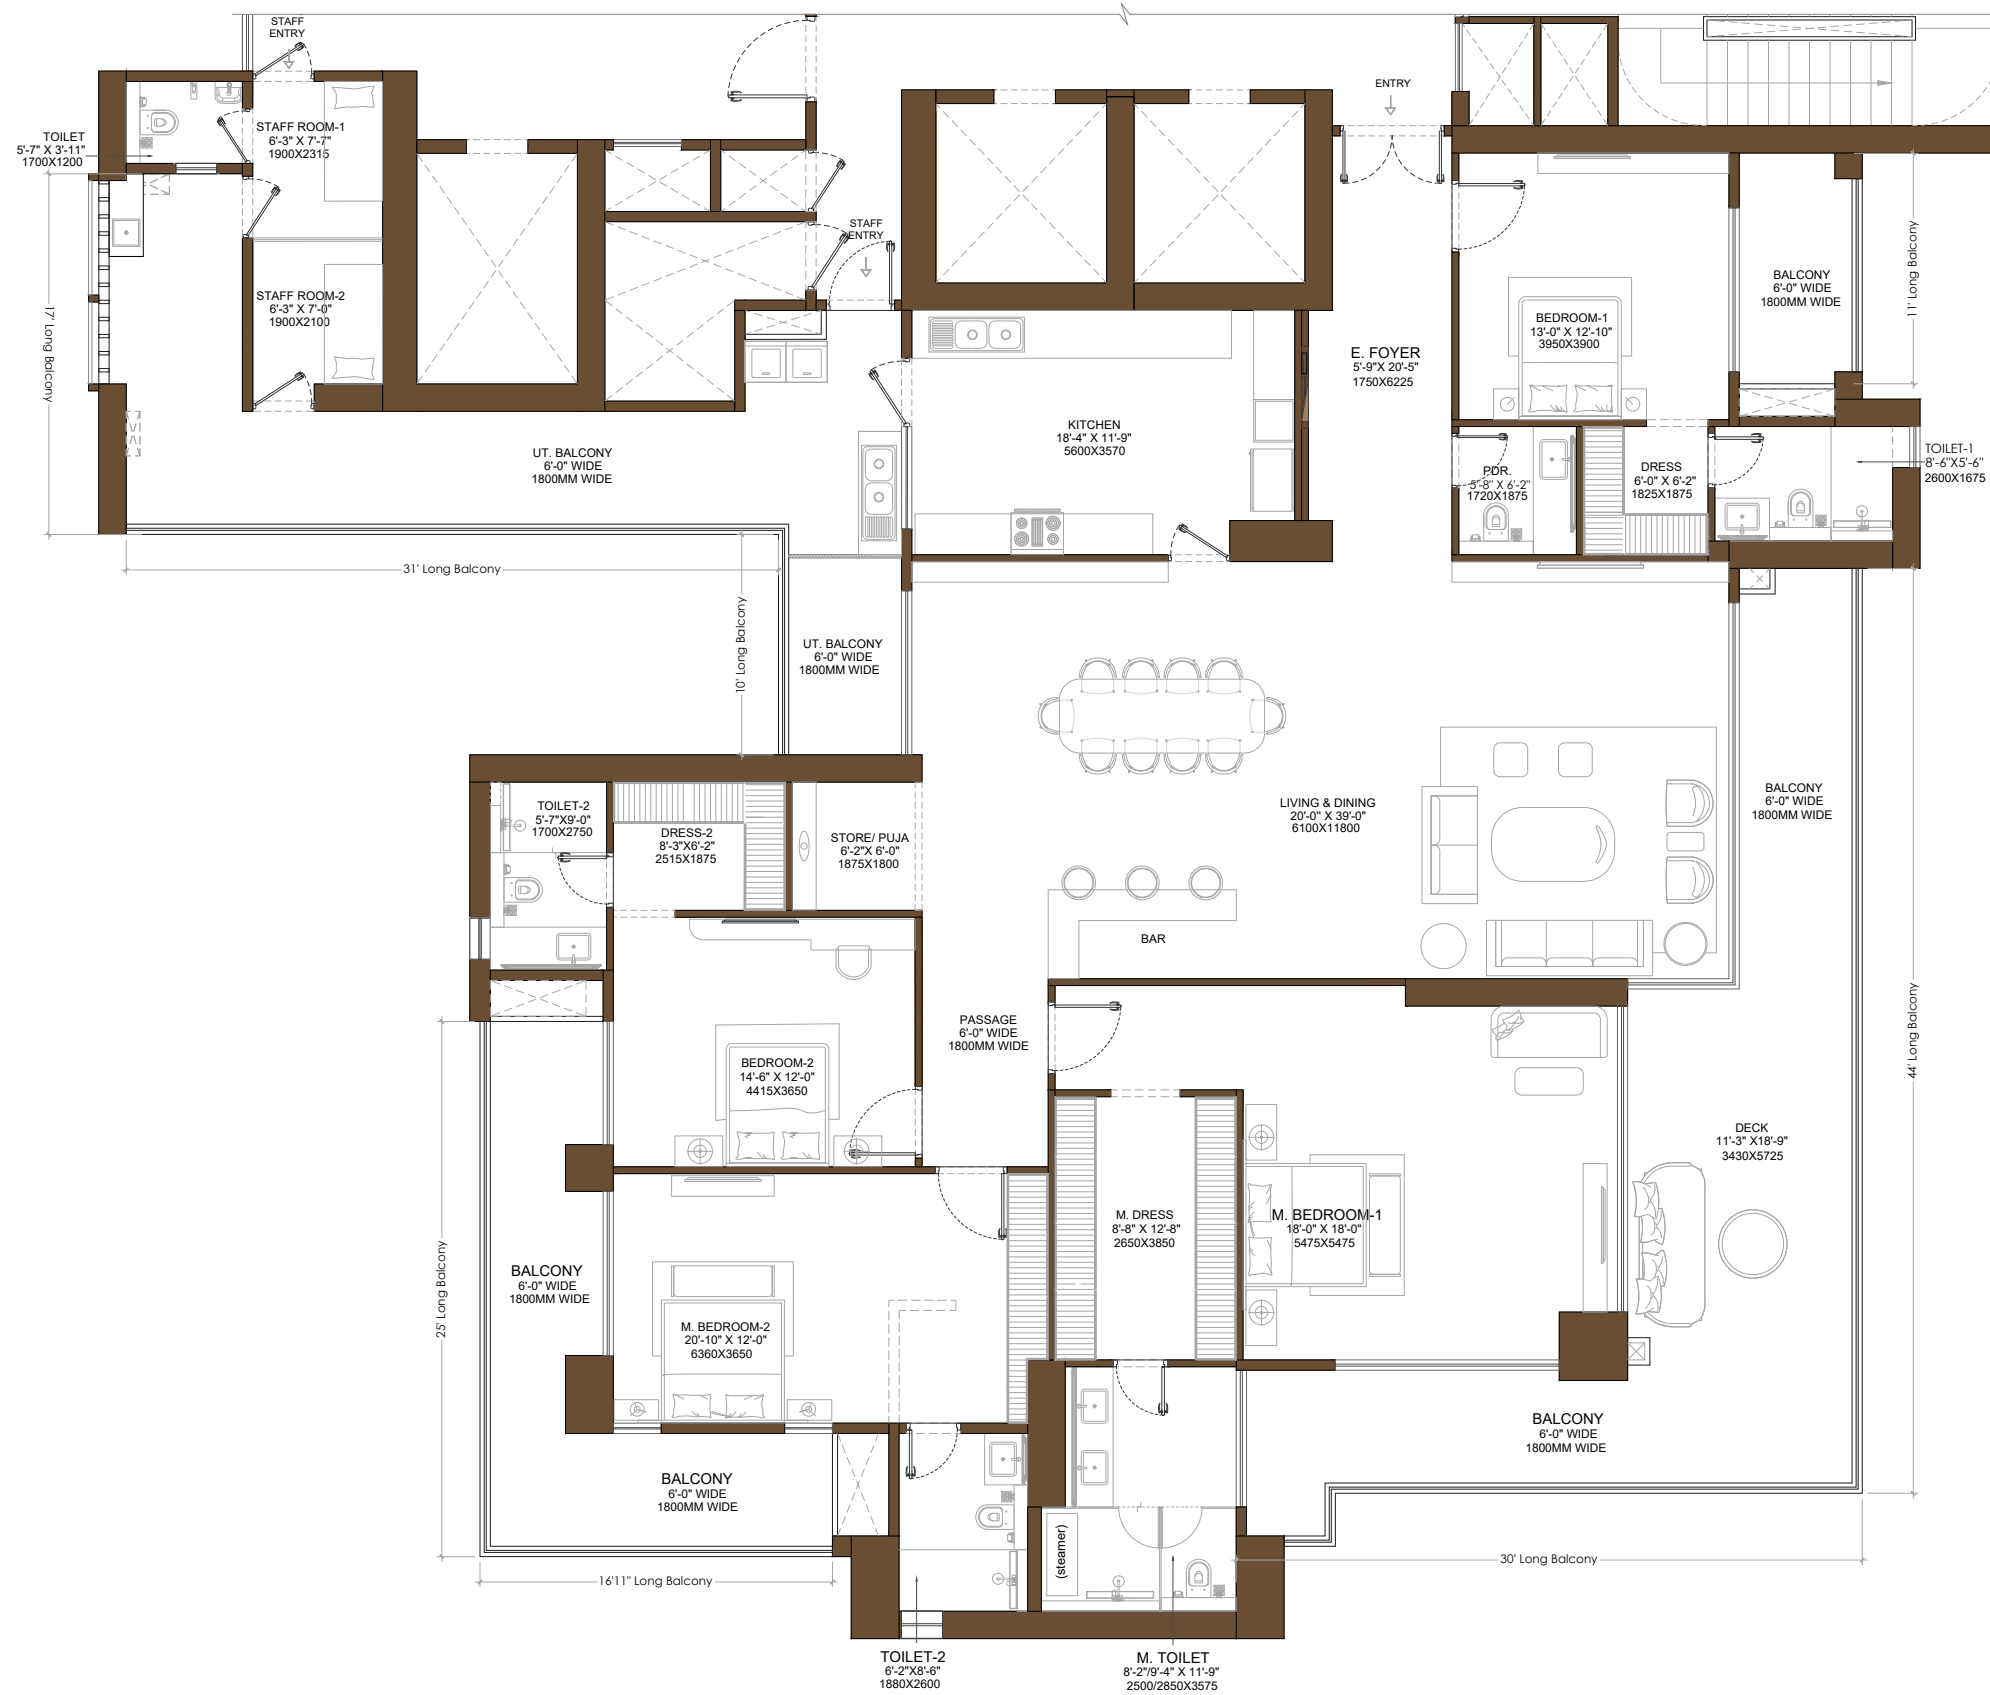 STAFF
ENTRY
ENTRY
TOILET
5'-7" X 3'-11"
1700X1200
STAFF ROOM-1
6'-3" X 7'-7"
1900X2315
STAFF
ENTRY
STAFF ROOM-2
6'-3" X 7'-0"
1900X2100
17' Long Balcony
BEDROOM-1
13'-0" X 12'-10"
3950X3900
BALCONY
6'-0" WIDE
1800MM WIDE
11' Long Balcony
E. FOYER
5'-9"X 20'-5"
1750X6225
KITCHEN
18'-4" X 11'-9"
5600X3570
UT. BALCONY
6'-0" WIDE
1800MM WIDE
PDR.
5'-8" X 6'-2"
1720X1875
DRESS
6'-0" X 6'-2"
1825X1875
TOILET-1
8'-6"X5'-6"
2600X1675
31' Long Balcony
10' Long Balcony
UT. BALCONY
6'-0" WIDE
1800MM WIDE
TOILET-2
5'-7"X9'-0"
1700X2750
DRESS-2
8'-3"X6'-2"
2515X1875
STORE/ PUJA
6'-2"X 6'-0"
1875X1800
LIVING & DINING
20'-0" X 39'-0"
6100X11800
BALCONY
6'-0" WIDE
1800MM WIDE
BAR
PASSAGE
6'-0" WIDE
1800MM WIDE
44' Long Balcony
BEDROOM-2
14'-6" X 12'-0"
4415X3650
DECK
11'-3" X18'-9"
3430X5725
M. DRESS
8'-8" X 12'-8"
2650X3850
M. BEDROOM-1
18'-0" X 18'-0"
5475X5475
25' Long Balcony
BALCONY
6'-0" WIDE
1800MM WIDE
M. BEDROOM-2
20'-10" X 12'-0"
6360X3650
BALCONY
6'-0" WIDE
1800MM WIDE
BALCONY
6'-0" WIDE
1800MM WIDE
(steamer)
30' Long Balcony
16'11" Long Balcony
TOILET-2
6'-2"X8'-6"
1880X2600
M. TOILET
8'-2"/9'-4" X 11'-9"
2500/2850X3575